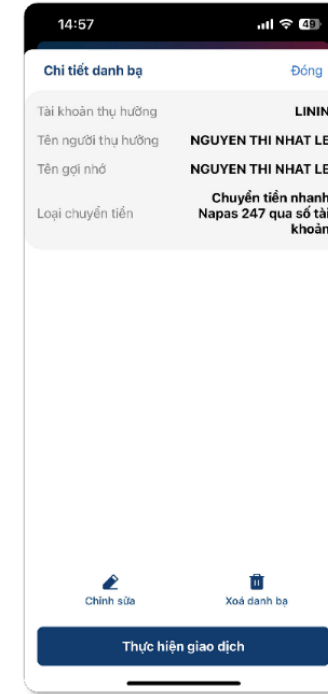 14:57
49
Chi tiết danh bạ
Đóng
Tài khoản thụ hưởng
LININ
Tên người thụ hưởng
NGUYEN THI NHAT LE
Tên gợi nhớ
NGUYEN THI NHAT LE
Loại chuyển tiền
Chuyển tiền nhanh
Napas 247 qua số tài
khoản
Chỉnh sửa
Xoá danh bạ
Thực hiện giao dịch